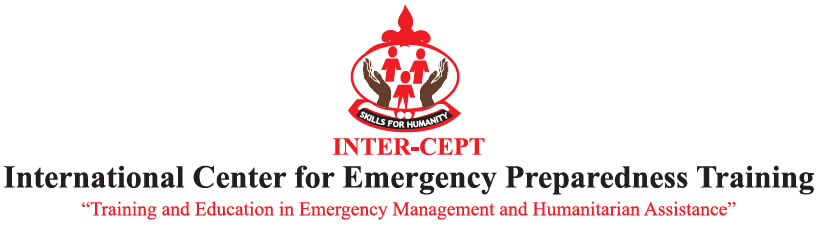 SKILLS FOR HUMANITY
INTER-CEPT
International Center for Emergency Preparedness Training
“Training and Education in Emergency Management and Humanitarian Assistance”